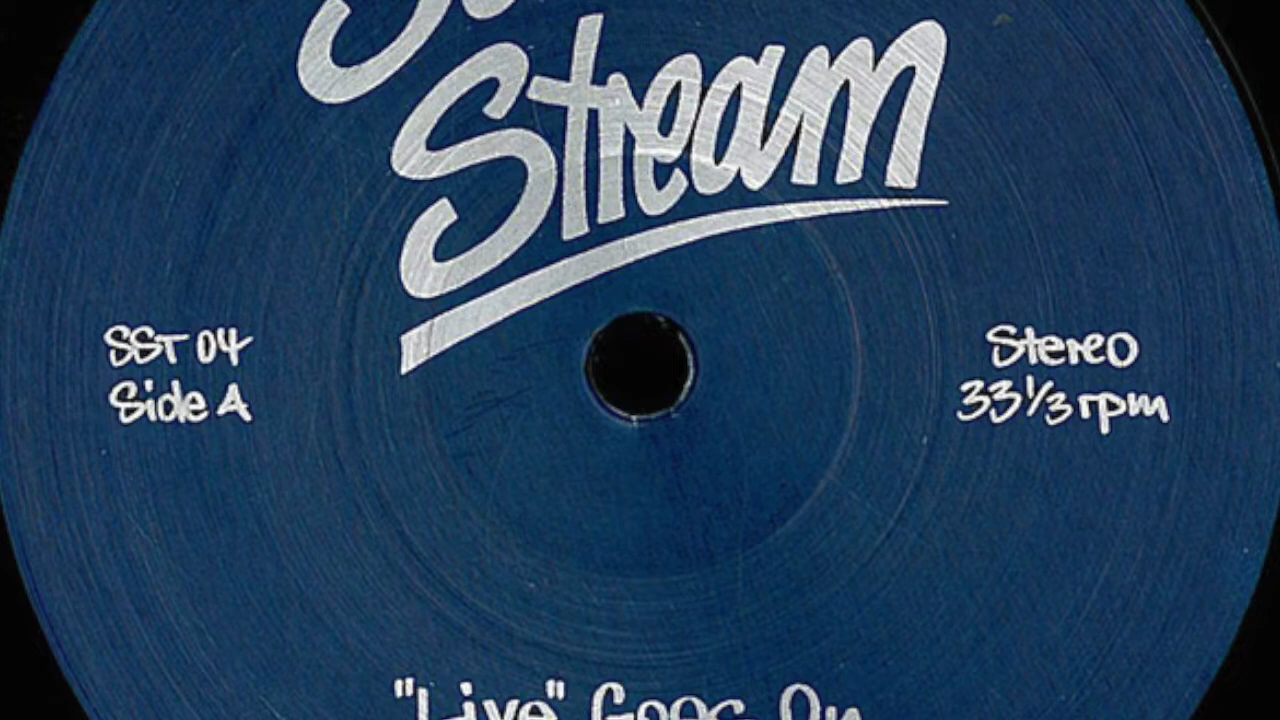 Stream
SST 04
Side A
Stereo
33⅓ rpm
"Live" Goes On